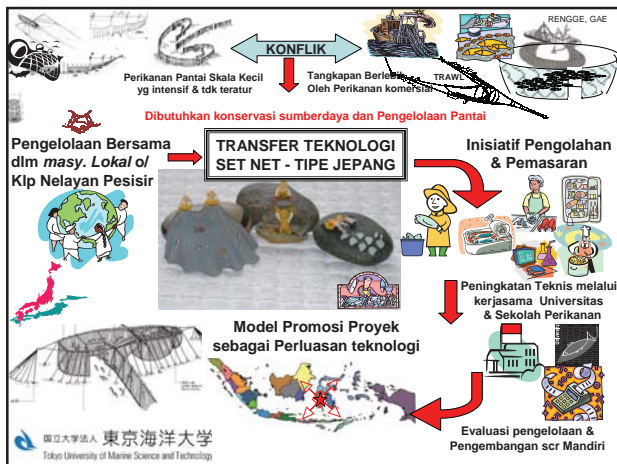 RENGGE, GAE
KONFLIK
Perikanan Pantai Skala Kecil
yg intensif & tdk teratur
Tangkapan Berlebih
Oleh Perikanan komersial
TRAWL
Dibutuhkan konservasi sumberdaya dan Pengelolaan Pantai
Pengelolaan Bersama
dlm masy. Lokal o/
Klp Nelayan Pesisir
TRANSFER TEKNOLOGI
SET NET - TIPE JEPANG
Inisiatif Pengolahan
& Pemasaran
Peningkatan Teknis melalui
kerjasama Universitas
& Sekolah Perikanan
Model Promosi Proyek
sebagai Perluasan teknologi
Evaluasi pengelolaan &
Pengembangan scr Mandiri
国立大学法人 東京海洋大学
Tokyo University of Marine Science and Technology